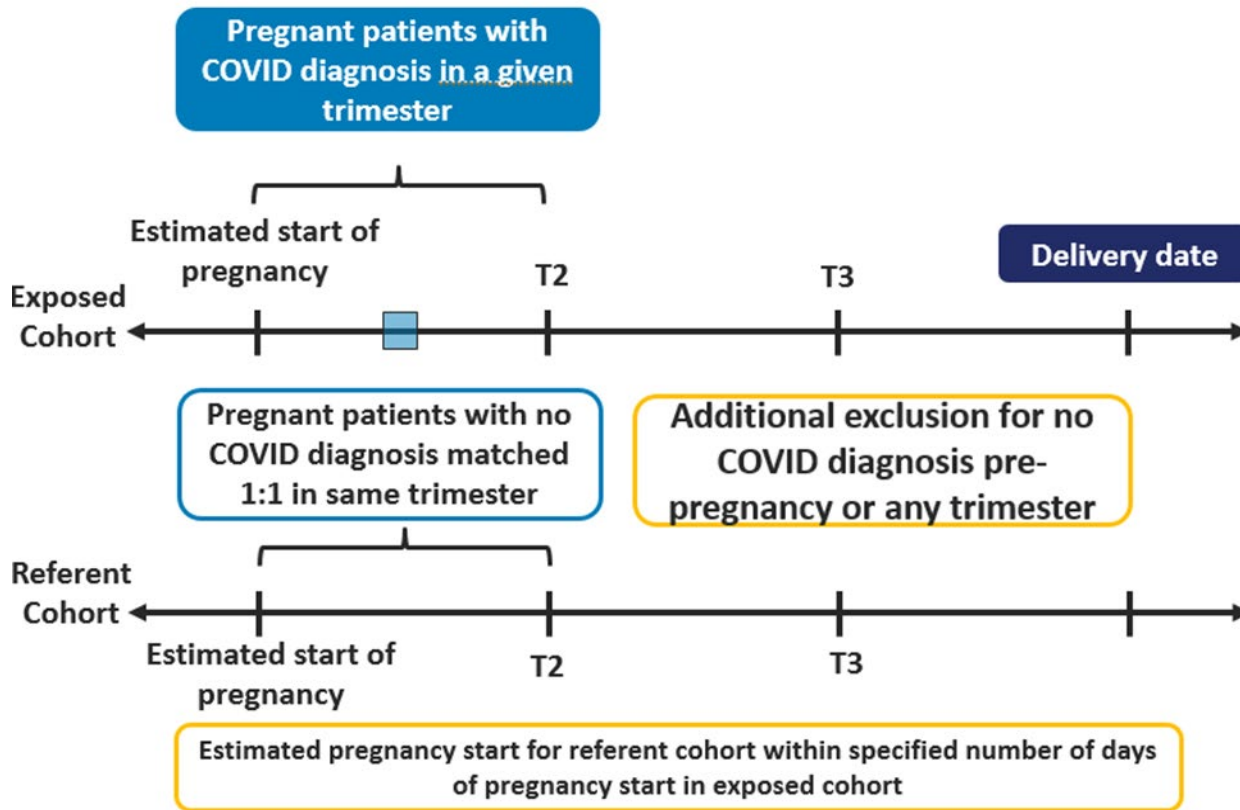 Pregnant patients with
COVID diagnosis in a given
trimester
Estimated start of
pregnancy
T2
T3
Delivery date
Exposed
Cohort
Pregnant patients with no
COVID diagnosis matched
1:1 in same trimester
Additional exclusion for no
COVID diagnosis pre-
pregnancy or any trimester
Referent
Cohort
Estimated start of
pregnancy
T2
T3
Estimated pregnancy start for referent cohort within specified number of days
of pregnancy start in exposed cohort